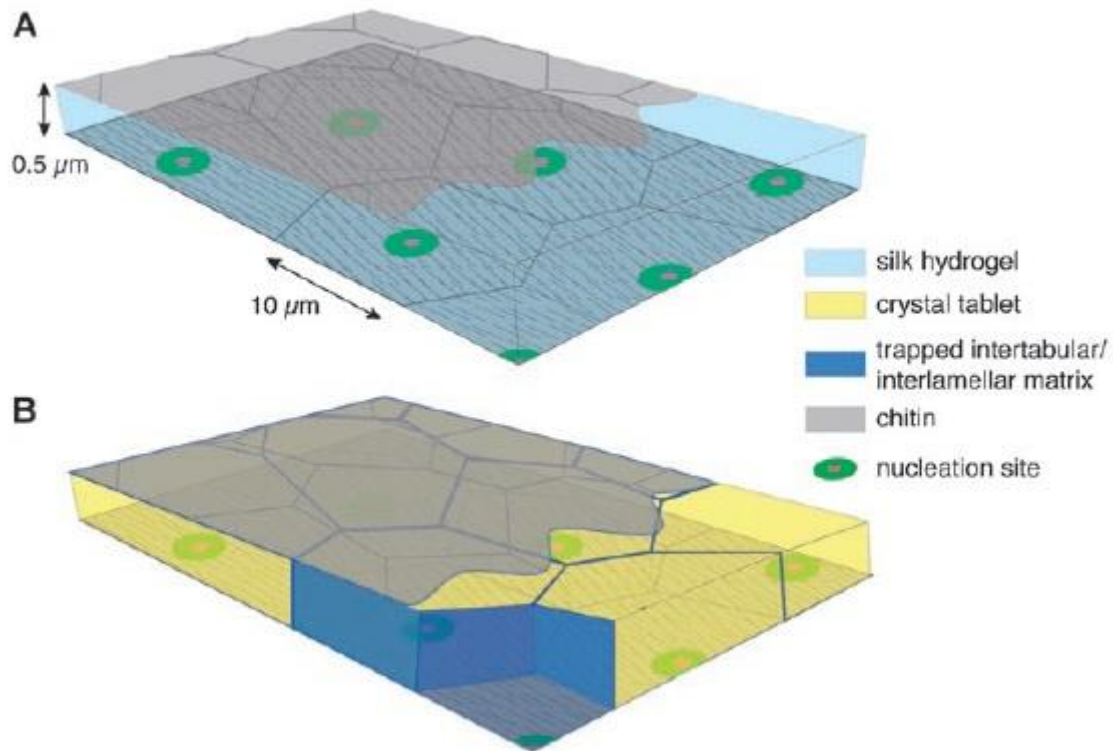 A
0.5 µm
10 µm
silk hydrogel
crystal tablet
trapped intertabular/
interlamellar matrix
chitin
nucleation site
B